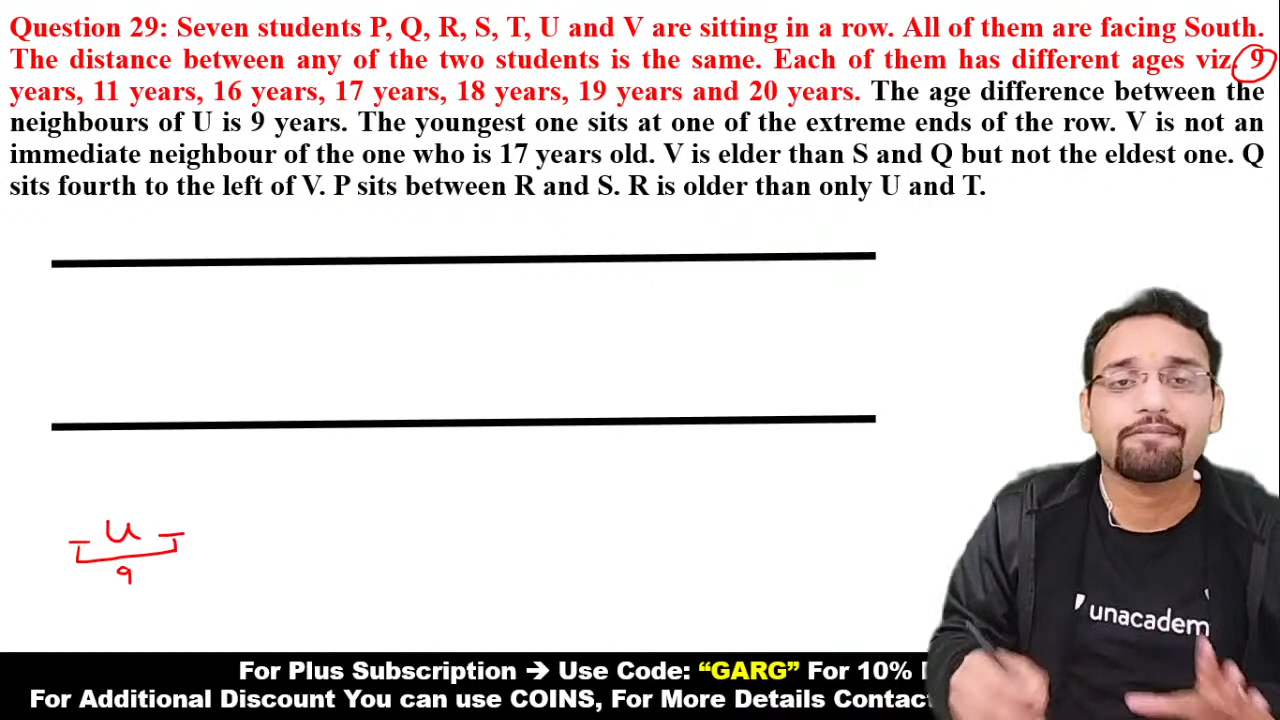 Question 29: Seven students P, Q, R, S, T, U and V are sitting in a row. All of them are facing South.
The distance between any of the two students is the same. Each of them has different ages viz. 9
years, 11 years, 16 years, 17 years, 18 years, 19 years and 20 years. The age difference between the
neighbours of U is 9 years. The youngest one sits at one of the extreme ends of the row. V is not an
immediate neighbour of the one who is 17 years old. V is elder than S and Q but not the eldest one. Q
sits fourth to the left of V. P sits between R and S. R is older than only U and T.
U
9
unacadem
For Plus Subscription → Use Code: “GARG” For 10%
For Additional Discount You can use COINS, For More Details Contac